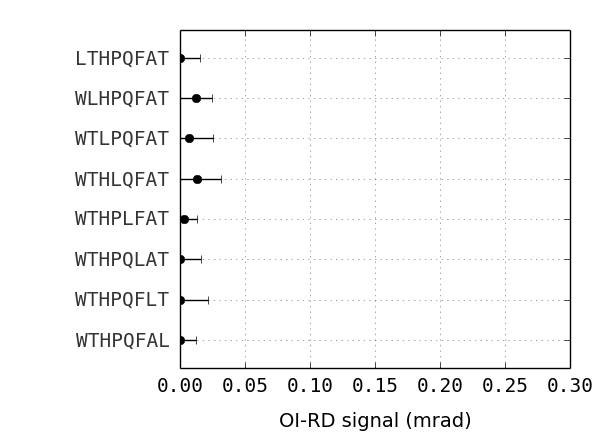 LTHPQFAT
WLHPQFAT
WTLPQFAT
WTHLQFAT
WTHPLFAT
WTHPQLAT
WTHPQFLT
WTHPQFAL
0.00 0.05 0.10 0.15 0.20 0.25 0.30
OI-RD signal (mrad)